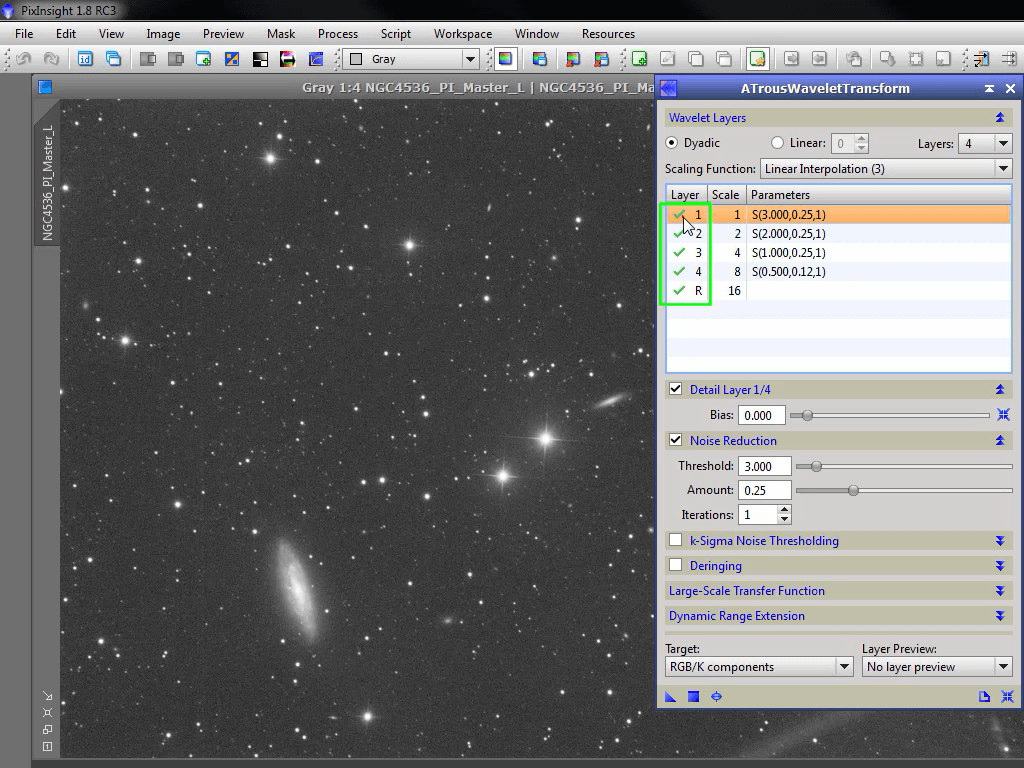 PixInsight 1.8 RC3
File Edit View Image Preview Mask Process Script Workspace Window Resources
Gray
Gray 1:4 NGC4536_PI_Master_L | NGC4536_PI_Ma
NGC4536_PI_Master_L
ATrousWaveletTransform
Wavelet Layers
Dyadic Linear: 0 Layers: 4
Scaling Function: Linear Interpolation (3)
Layer Scale Parameters
1 1 S(3.000,0.25,1)
2 2 S(2.000,0.25,1)
3 4 S(1.000,0.25,1)
4 8 S(0.500,0.12,1)
R 16
Detail Layer 1/4
Bias: 0.000
Noise Reduction
Threshold: 3.000
Amount: 0.25
Iterations: 1
k-Sigma Noise Thresholding
Deringing
Large-Scale Transfer Function
Dynamic Range Extension
Target: Layer Preview:
RGB/K components No layer preview